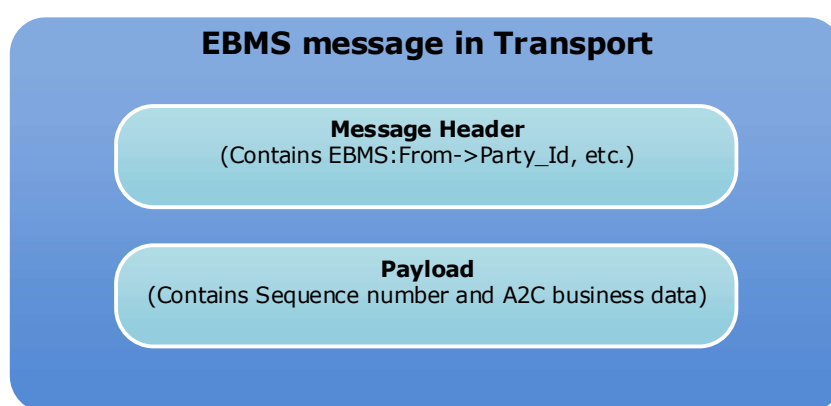 EBMS message in Transport
Message Header
(Contains EBMS:From->Party_Id, etc.)
Payload
(Contains Sequence number and A2C business data)